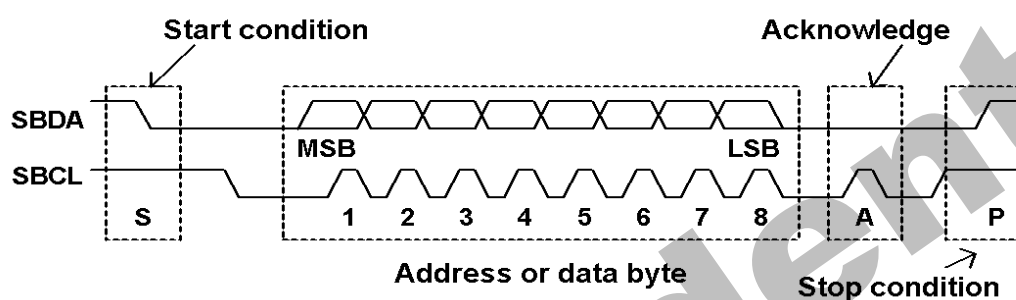 Start condition Acknowledge
SBDA
MSB LSB
SBCL
S 1 2 3 4 5 6 7 8 A P
Address or data byte
Stop condition